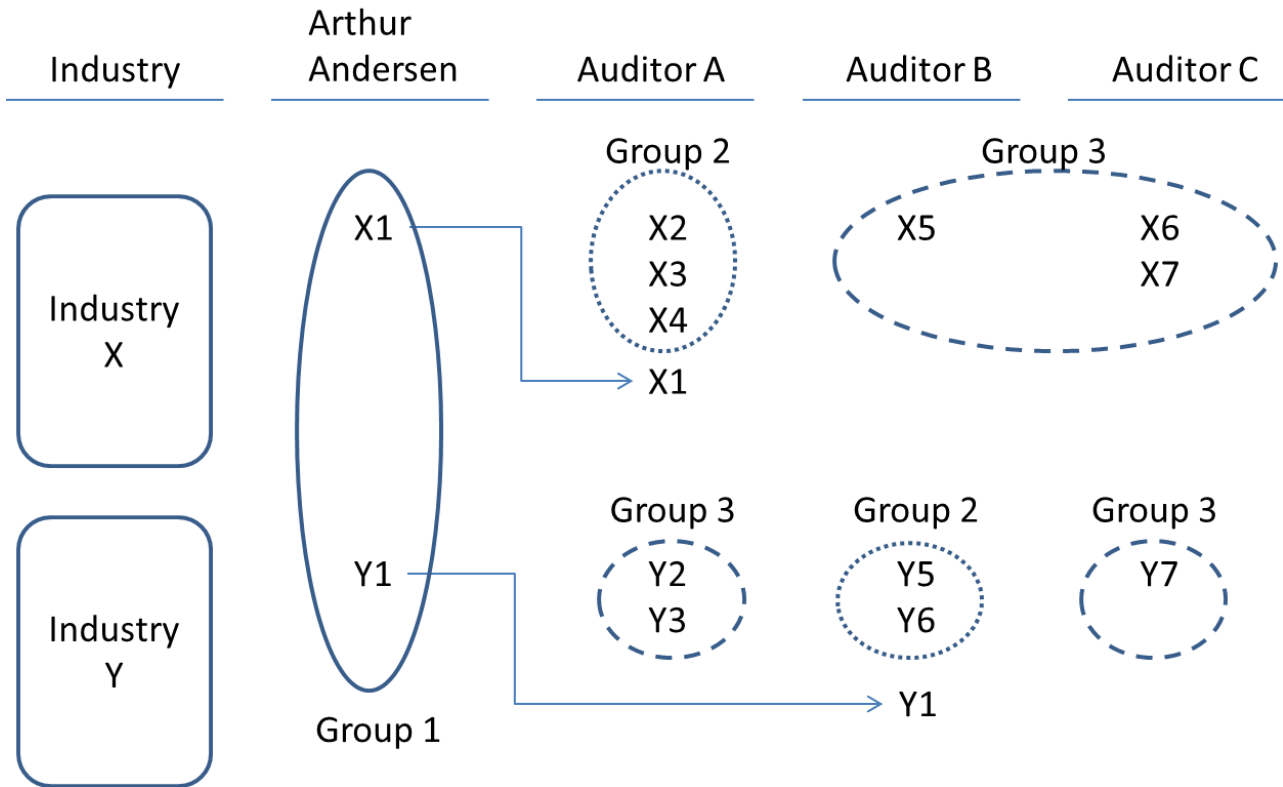 Industry
Arthur
Andersen
Auditor A
Auditor B
Auditor C
Group 2
Group 3
X1
X2
X5
X6
X3
X7
Industry
X
X4
X1
Group 3
Group 2
Group 3
Y1
Y2
Y5
Y7
Y3
Y6
Industry
Y
Y1
Group 1